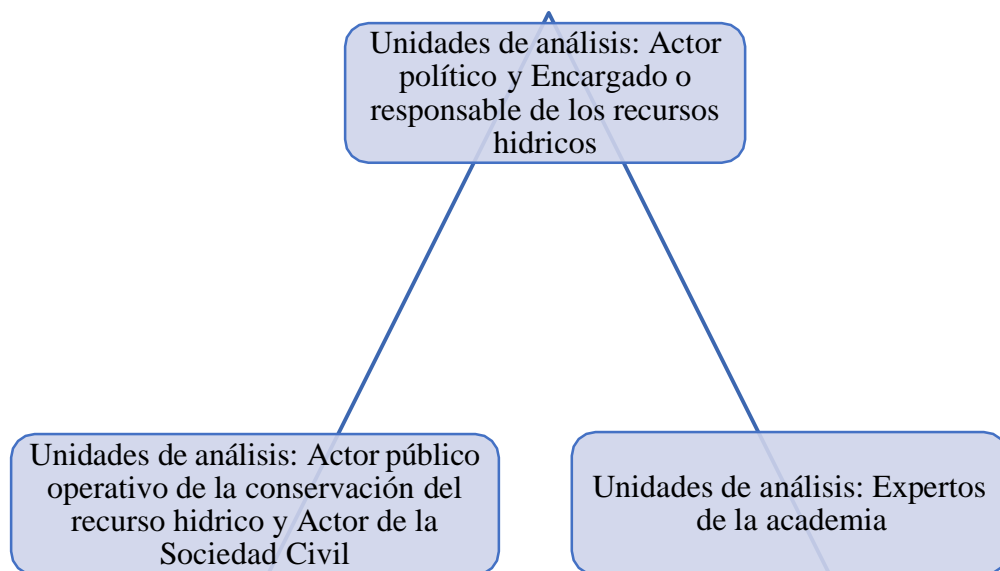 Unidades de análisis: Actor
político y Encargado o
responsable de los recursos
hidricos
Unidades de análisis: Actor público
operativo de la conservación del
recurso hidrico y Actor de la
Sociedad Civil
Unidades de análisis: Expertos
de la academia